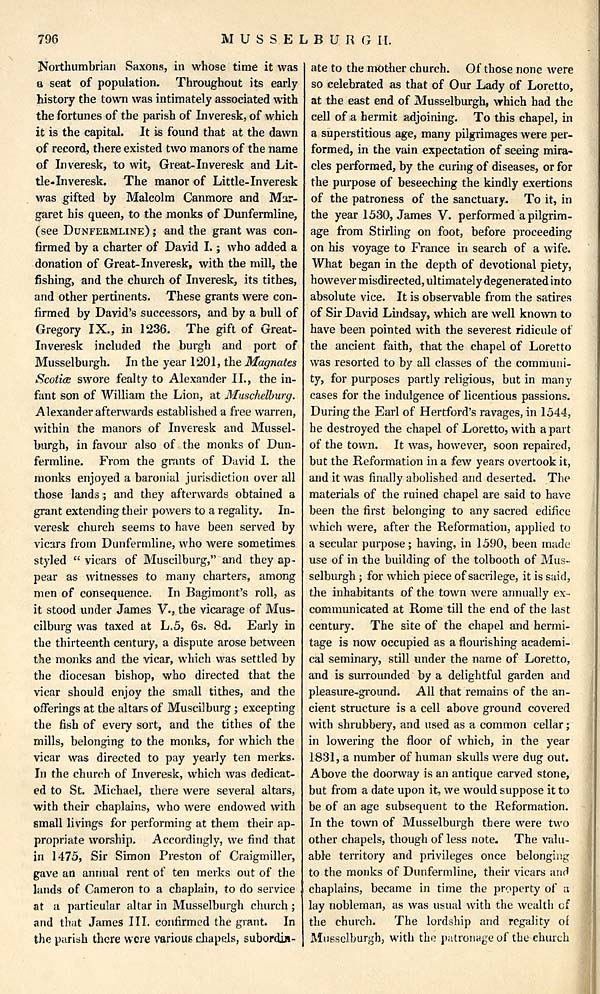 796
MUSSELBURGH.
Northumbrian Saxons, in whose time it was
a seat of population. Throughout its early
history the town was intimately associated with
the fortunes of the parish of Inveresk, of which
it is the capital. It is found that at the dawn
of record, there existed two manors of the name
of Inveresk, to wit, Great-Inveresk and Lit-
tle-Inveresk. The manor of Little-Inveresk
was gifted by Malcolm Canmore and Mar-
garet his queen, to the monks of Dunfermline,
(see DUNFERMLINE); and the grant was con-
firmed by a charter of David I.; who added a
donation of Great-Inveresk, with the mill, the
fishing, and the church of Inveresk, its tithes,
and other pertinents. These grants were con-
firmed by David's successors, and by a bull of
Gregory IX., in 1236. The gift of Great-
Inveresk included the burgh and port of
Musselburgh. In the year 1201, the Magnates
Scotiæ swore fealty to Alexander II., the in-
fant son of William the Lion, at Muschelburg.
Alexander afterwards established a free warren,
within the manors of Inveresk and Mussel-
burgh, in favour also of the monks of Dun-
fermline. From the grants of David I. the
monks enjoyed a baronial jurisdiction over all
those lands; and they afterwards obtained a
grant extending their powers to a regality. In-
veresk church seems to have been served by
vicars from Dunfermline, who were sometimes
styled “ vicars of Muscilburg,” and they ap-
pear as witnesses to many charters, among
men of consequence. In Bagimont's roll, as
it stood under James V., the vicarage of Mus-
cilburg was taxed at L.5, 6s. 8d. Early in
the thirteenth century, a dispute arose between
the monks and the vicar, which was settled by
the diocesan bishop, who directed that the
vicar should enjoy the small tithes, and the
offerings at the altars of Muscilburg; excepting
the fish of every sort, and the tithes of the
mills, belonging to the monks, for which the
vicar was directed to pay yearly ten merks.
In the church of Inveresk, which was dedicat-
ed to St. Michael, there were several altars,
with their chaplains, who were endowed with
small livings for performing at them their ap-
propriate worship. Accordingly, we find that
in 1475, Sir Simon Preston of Craigmiller,
gave an annual rent of ten merks out of the
lands of Cameron to a chaplain, to do service
at a particular altar in Musselburgh church;
and that James III. confirmed the grant. In
the parish there were various chapels, subordin-
ate to the mother church. Of those none were
so celebrated as that of Our Lady of Loretto,
at the east end of Musselburgh, which had the
cell of a hermit adjoining. To this chapel, in
a superstitious age, many pilgrimages were per-
formed, in the vain expectation of seeing mira-
cles performed, by the curing of diseases, or for
the purpose of beseeching the kindly exertions
of the patroness of the sanctuary. To it, in
the year 1530, James V. performed a pilgrim-
age from Stirling on foot, before proceeding
on his voyage to France in search of a wife.
What began in the depth of devotional piety,
however misdirected, ultimately degenerated into
absolute vice. It is observable from the satires
of Sir David Lindsay, which are well known to
have been pointed with the severest ridicule of
the ancient faith, that the chapel of Loretto
was resorted to by all classes of the communi-
ty, for purposes partly religious, but in many
cases for the indulgence of licentious passions.
During the Earl of Hertford's ravages, in 1544,
he destroyed the chapel of Loretto, with a part
of the town. It was, however, soon repaired,
but the Reformation in a few years overtook it,
and it was finally abolished and deserted. The
materials of the ruined chapel are said to have
been the first belonging to any sacred edifice
which were, after the Reformation, applied to
a secular purpose; having, in 1590, been made
use of in the building of the tolbooth of Mus-
selburgh; for which piece of sacrilege, it is said,
the inhabitants of the town were annually ex-
communicated at Rome till the end of the last
century. The site of the chapel and hermi-
tage is now occupied as a flourishing academi-
cal seminary, still under the name of Loretto,
and is surrounded by a delightful garden and
pleasure-ground. All that remains of the an-
cient structure is a cell above ground covered
with shrubbery, and used as a common cellar;
in lowering the floor of which, in the year
1831, a number of human skulls were dug out.
Above the doorway is an antique carved stone,
but from a date upon it, we would suppose it to
be of an age subsequent to the Reformation.
In the town of Musselburgh there were two
other chapels, though of less note. The valu-
able territory and privileges once belonging
to the monks of Dunfermline, their vicars and
chaplains, became in time the property of a
lay nobleman, as was usual with the wealth of
the church. The lordship and regality of
Musselburgh, with the patronage of the church